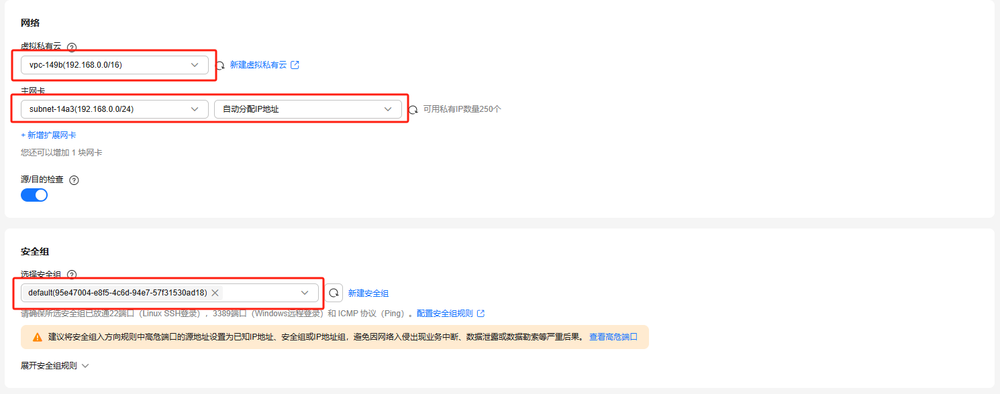 网络
虚拟私有云 ?
vpc-149b(192.168.0.0/16) 新建虚拟私有云
主网卡
subnet-14a3(192.168.0.0/24) 自动分配IP地址 可用私有IP数量250个
+ 新增扩展网卡
您还可以增加 1 块网卡
源/目的检查 ?
安全组
选择安全组 ?
default(95e47004-e8f5-4c6d-94e7-57f31530ad18) 新建安全组
请确保所选安全组已放通22端口（Linux SSH登录），3389端口（Windows远程登录）和 ICMP 协议（Ping）。配置安全组规则
建议将安全组入方向规则中高危端口的源地址设置为已知IP地址、安全组或IP地址组，避免因网络入侵出现业务中断、数据泄露或数据勒索等严重后果。 查看高危端口
展开安全组规则